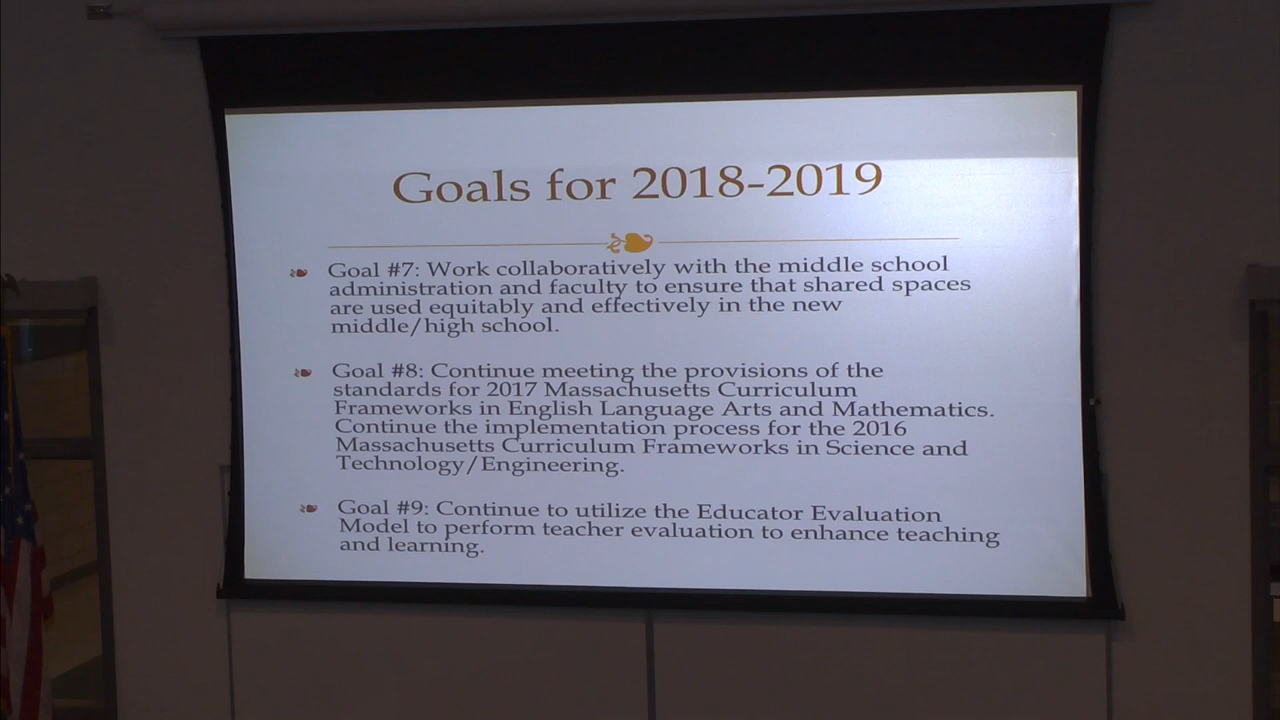 Goals for 2018-2019
Goal #7: Work collaboratively with the middle school
administration and faculty to ensure that shared spaces
are used equitably and effectively in the new
middle/high school.
Goal #8: Continue meeting the provisions of the
standards for 2017 Massachusetts Curriculum
Frameworks in English Language Arts and Mathematics.
Continue the implementation process for the 2016
Massachusetts Curriculum Frameworks in Science and
Technology/Engineering.
Goal #9: Continue to utilize the Educator Evaluation
Model to perform teacher evaluation to enhance teaching
and learning.